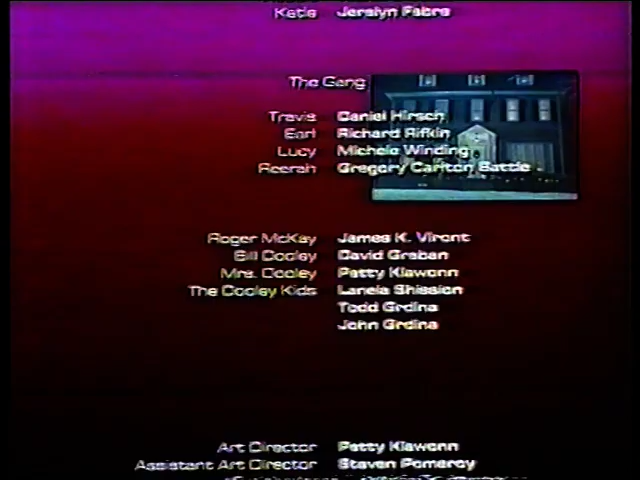 Katie Jeralyn Fabre
The Gang
Travis Daniel Hirsch
Earl Richard Rifkin
Lucy Michele Winding
Reerah Gregory Carlton Battle
Roger McKay James K. Viront
Bill Cooley David Graban
Mrs. Cooley Patty Klawonn
The Cooley Kids Laneia Shission
Todd Grdina
John Grdina
Art Director Patty Klawonn
Assistant Art Director Steven Pomeroy